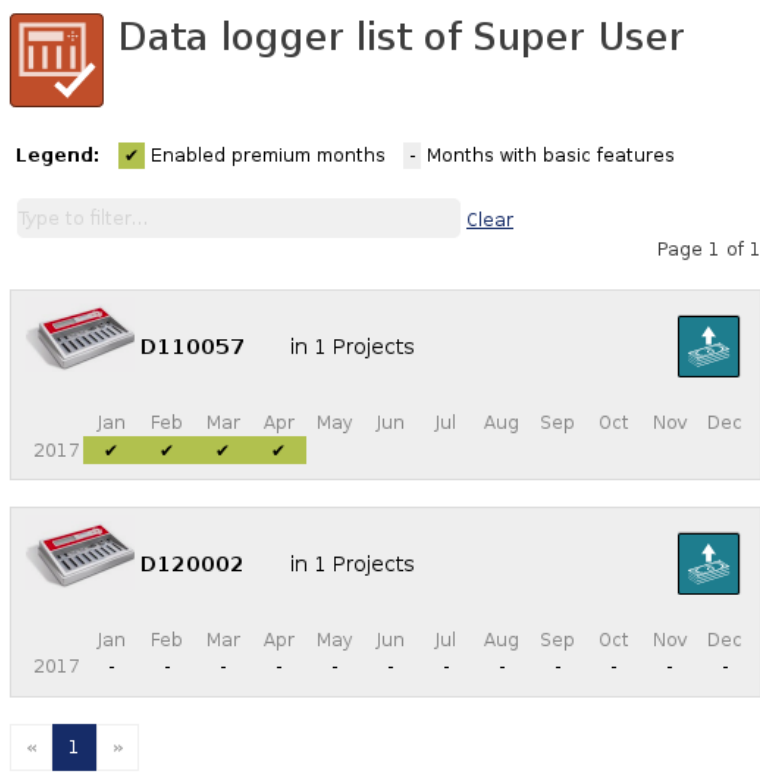 Data logger list of Super User
Legend: ✔ Enabled premium months - Months with basic features
Type to filter... Clear
Page 1 of 1
D110057 in 1 Projects
Jan Feb Mar Apr May Jun Jul Aug Sep Oct Nov Dec
2017 ✔ ✔ ✔ ✔
D120002 in 1 Projects
Jan Feb Mar Apr May Jun Jul Aug Sep Oct Nov Dec
2017 - - - - - - - - - - - -
« 1 »